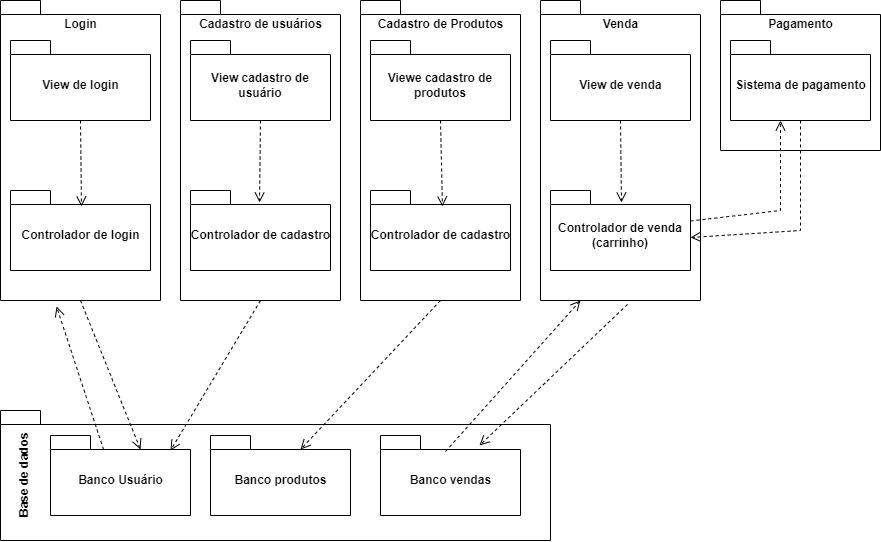 Login
Cadastro de usuários
Cadastro de Produtos
Venda
Pagamento
View de login
View cadastro de
usuário
Viewe cadastro de
produtos
View de venda
Sistema de pagamento
Controlador de login
Controlador de cadastro
Controlador de cadastro
Controlador de venda
(carrinho)
Base de dados
Banco Usuário
Banco produtos
Banco vendas